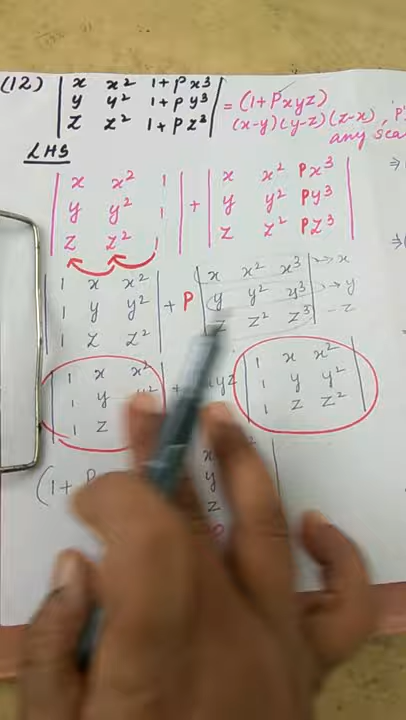 (12) | x x² 1+Px³ |
| y y² 1+Py³ | = (1+Pxyz)
| z z² 1+Pz³ | (x-y)(y-z)(z-x), 'P'
any sca
LHS
| x x² 1 | + | x x² Px³ |
| y y² 1 | | y y² Py³ |
| z z² 1 | | z z² Pz³ |
| 1 x x² | + P | x x² x³ | → x
| 1 y y² | | y y² y³ | → y
| 1 z z² | | z z² z³ | - z
| 1 x x² | + yz | 1 x x² |
| 1 y y² | | 1 y y² |
| 1 z | 1 z z² |
(1+ P x
y
z